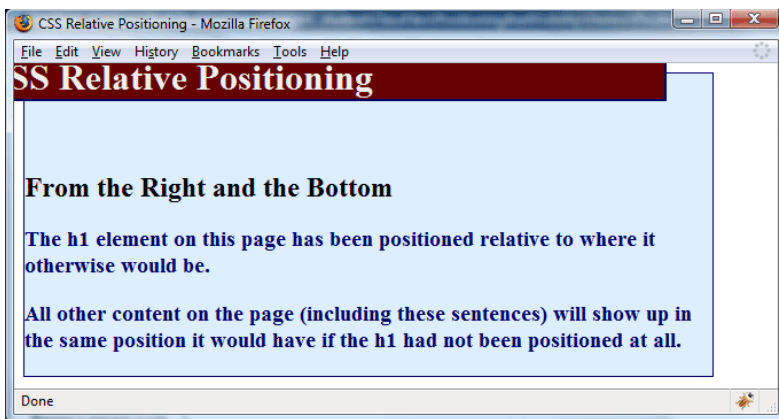 CSS Relative Positioning - Mozilla Firefox
File Edit View History Bookmarks Tools Help
SS Relative Positioning
From the Right and the Bottom
The h1 element on this page has been positioned relative to where it
otherwise would be.
All other content on the page (including these sentences) will show up in
the same position it would have if the h1 had not been positioned at all.
Done